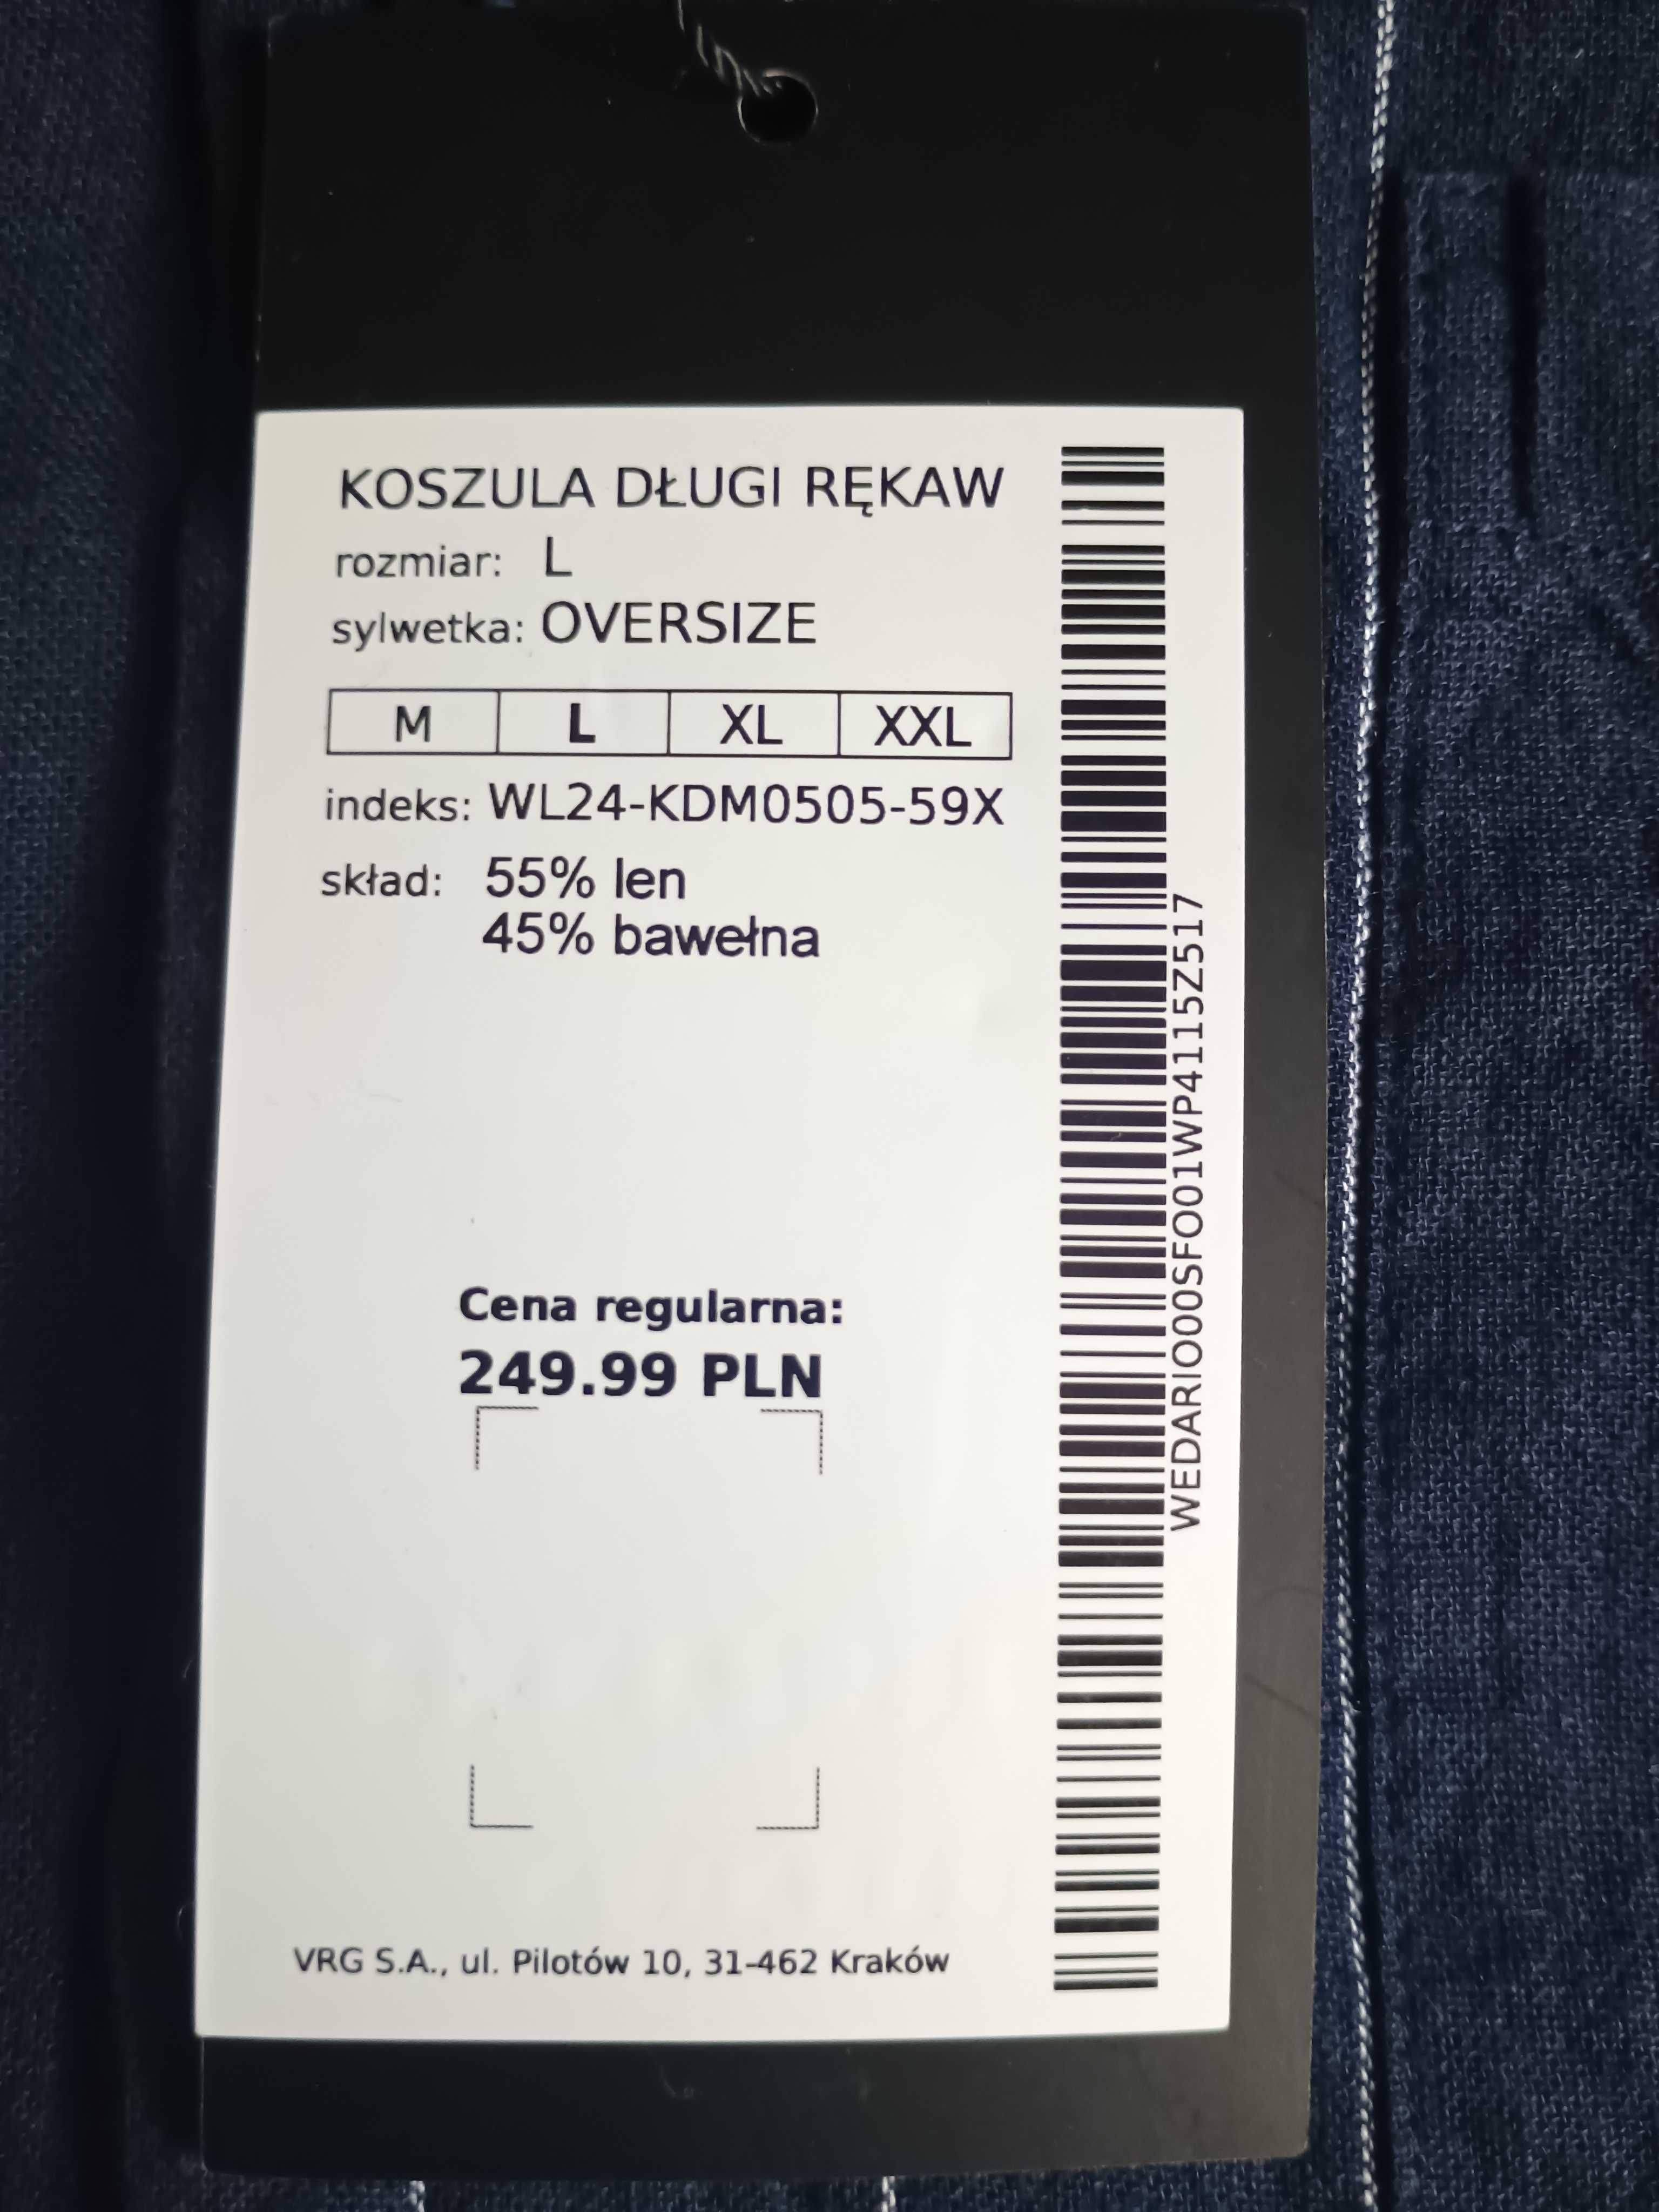 KOSZULA DŁUGI RĘKAW
rozmiar: L
sylwetka: OVERSIZE
M L XL XXL
indeks: WL24-KDM0505-59X
skład: 55% len
45% bawełna
Cena regularna:
249.99 PLN
VRG S.A., ul. Pilotów 10, 31-462 Kraków
WEDARIO00SFO01WP4115Z517